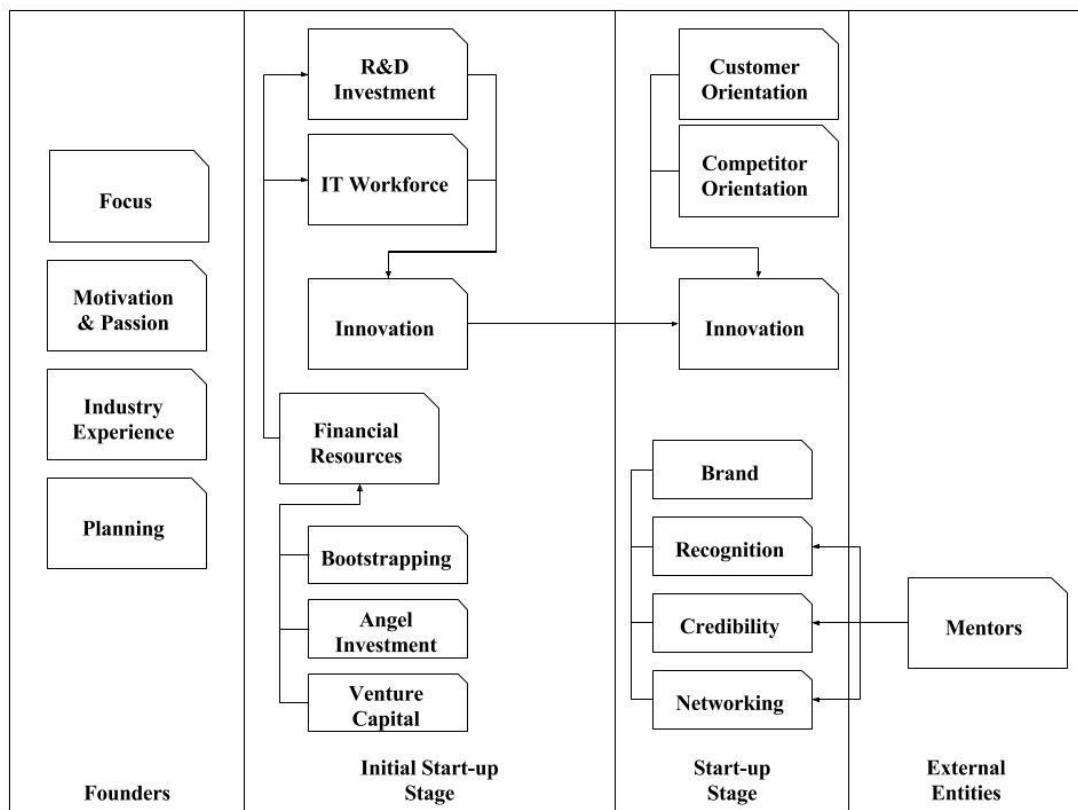 Focus
Motivation
& Passion
Industry
Experience
Planning
Founders
R&D
Investment
IT Workforce
Innovation
Financial
Resources
Bootstrapping
Angel
Investment
Venture
Capital
Initial Start-up
Stage
Customer
Orientation
Competitor
Orientation
Innovation
Brand
Recognition
Credibility
Networking
Start-up
Stage
Mentors
External
Entities